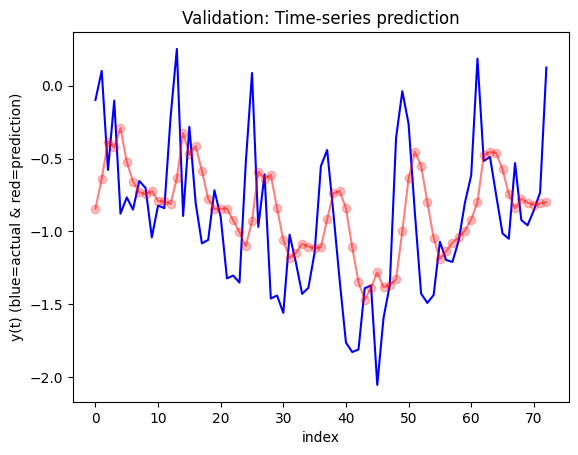 Validation: Time-series prediction
y(t) (blue=actual & red=prediction)
0.0
−0.5
−1.0
−1.5
−2.0
0 10 20 30 40 50 60 70
index